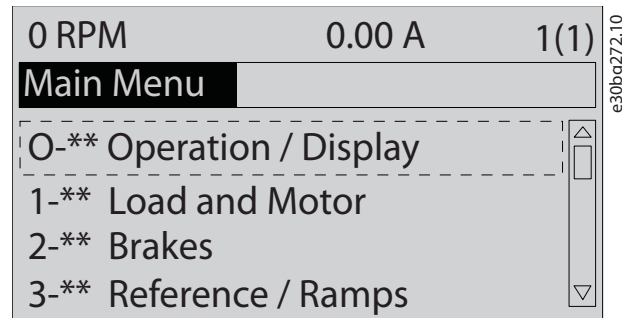 0 RPM 0.00 A 1(1)
Main Menu
O-** Operation / Display
1-** Load and Motor
2-** Brakes
3-** Reference / Ramps
e30bg272.10